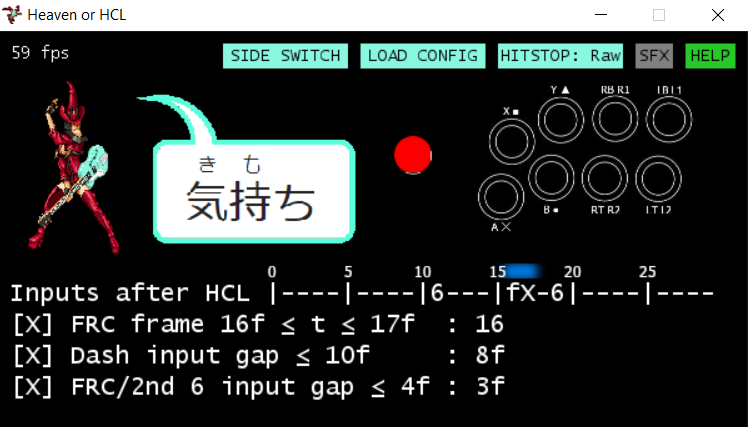 Heaven or HCL
59 fps
SIDE SWITCH LOAD CONFIG HITSTOP: Raw SFX HELP
Y ▲ RB R1 LB L1
X ■
き も
気持ち
B ● RT R2 LT L2
A ✕
0 5 10 15 20 25
Inputs after HCL |----|----|6---|fX-6|----|----
[X] FRC frame 16f ≤ t ≤ 17f : 16
[X] Dash input gap ≤ 10f : 8f
[X] FRC/2nd 6 input gap ≤ 4f : 3f